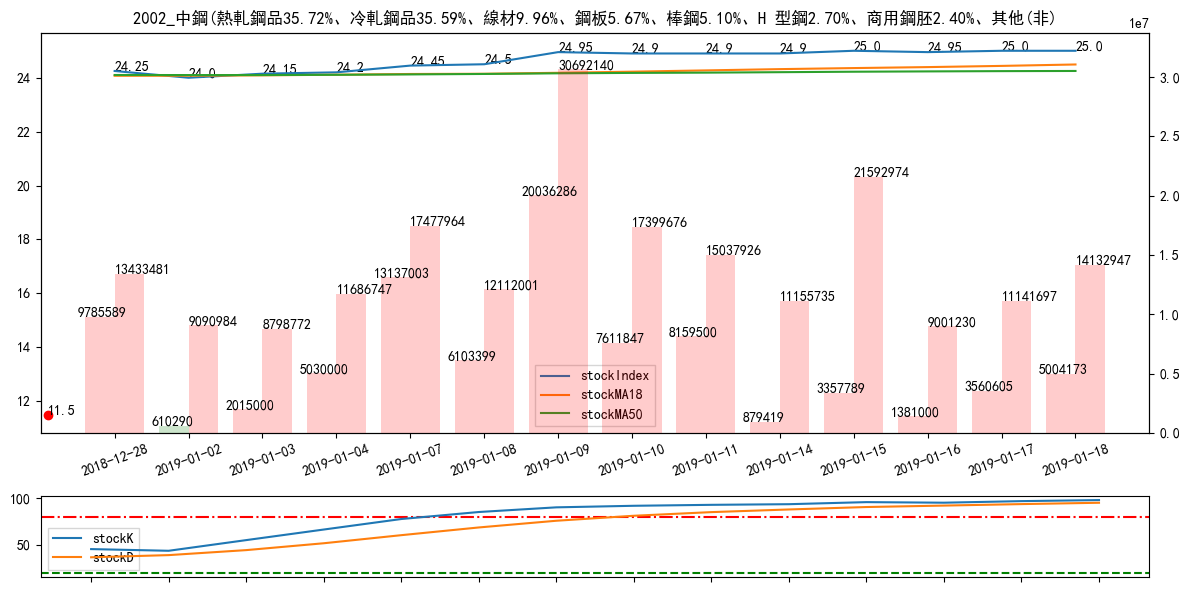 2002_中鋼(熱軋鋼品35.72%、冷軋鋼品35.59%、線材9.96%、鋼板5.67%、棒鋼5.10%、H 型鋼2.70%、商用鋼胚2.40%、其他(非)
1e7
24.25 24.0 24.15 24.2 24.45 24.5 24.95 24.9 24.9 24.9 25.0 24.95 25.0 25.0
24 22 20 18 16 14 12
3.0 2.5 2.0 1.5 1.0 0.5 0.0
9785589 13433481
610290 9090984
2015000 8798772
5030000 11686747
13137003 17477964
6103399 12112001
20036286 30692140
7611847 17399676
8159500 15037926
879419 11155735
3357789 21592974
1381000 9001230
3560605 11141697
5004173 14132947
11.5
stockIndex
stockMA18
stockMA50
2018-12-28 2019-01-02 2019-01-03 2019-01-04 2019-01-07 2019-01-08 2019-01-09 2019-01-10 2019-01-11 2019-01-14 2019-01-15 2019-01-16 2019-01-17 2019-01-18
100
50
stockK
stockD